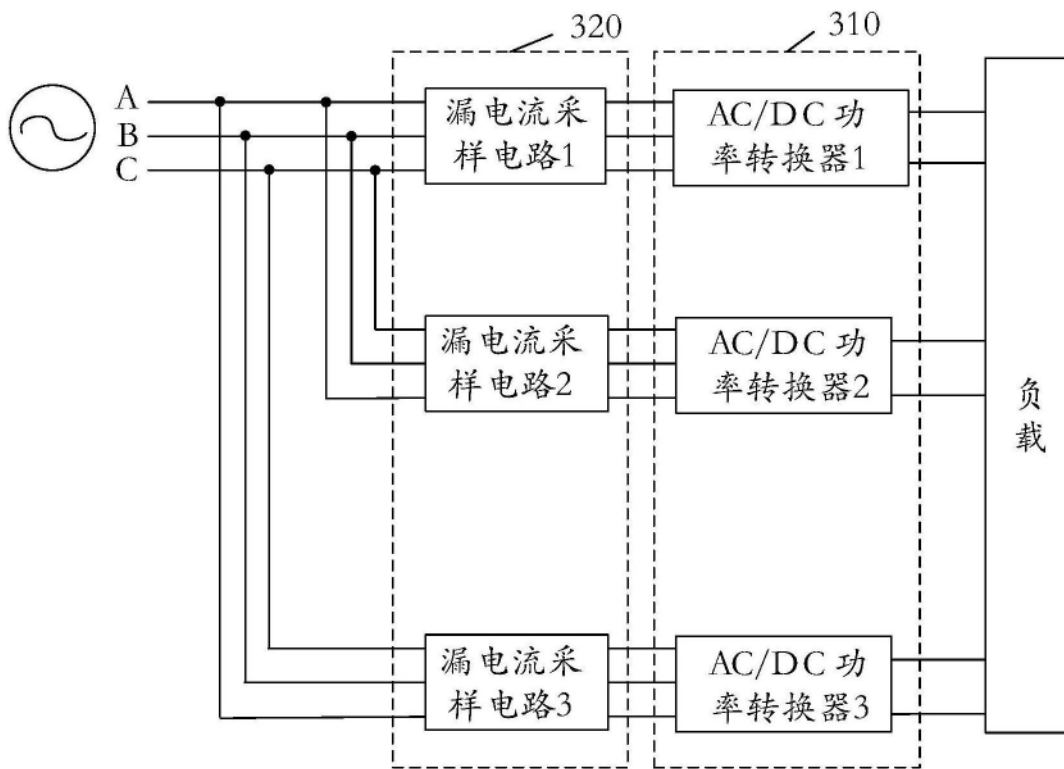 320
310
A
B
C
漏电流采
样电路1
AC/DC功
率转换器1
漏电流采
样电路2
AC/DC功
率转换器2
负
载
漏电流采
样电路3
AC/DC功
率转换器3